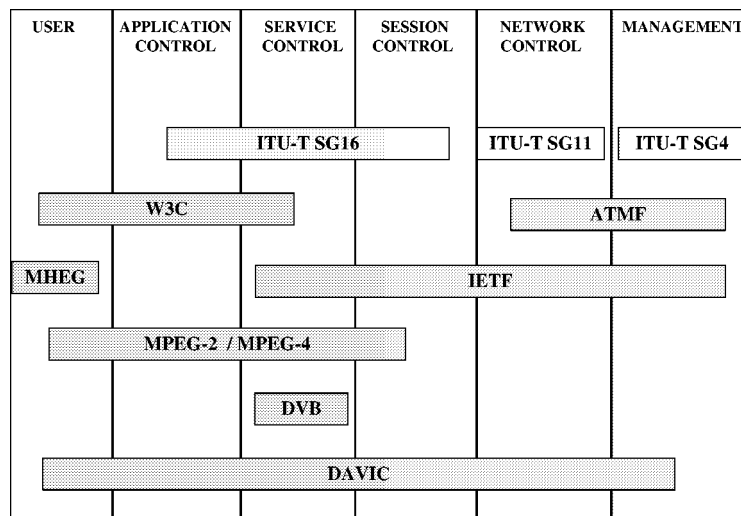 USER APPLICATION CONTROL SERVICE CONTROL SESSION CONTROL NETWORK CONTROL MANAGEMENT
ITU-T SG16 ITU-T SG11 ITU-T SG4
W3C ATMF
MHEG IETF
MPEG-2 / MPEG-4
DVB
DAVIC